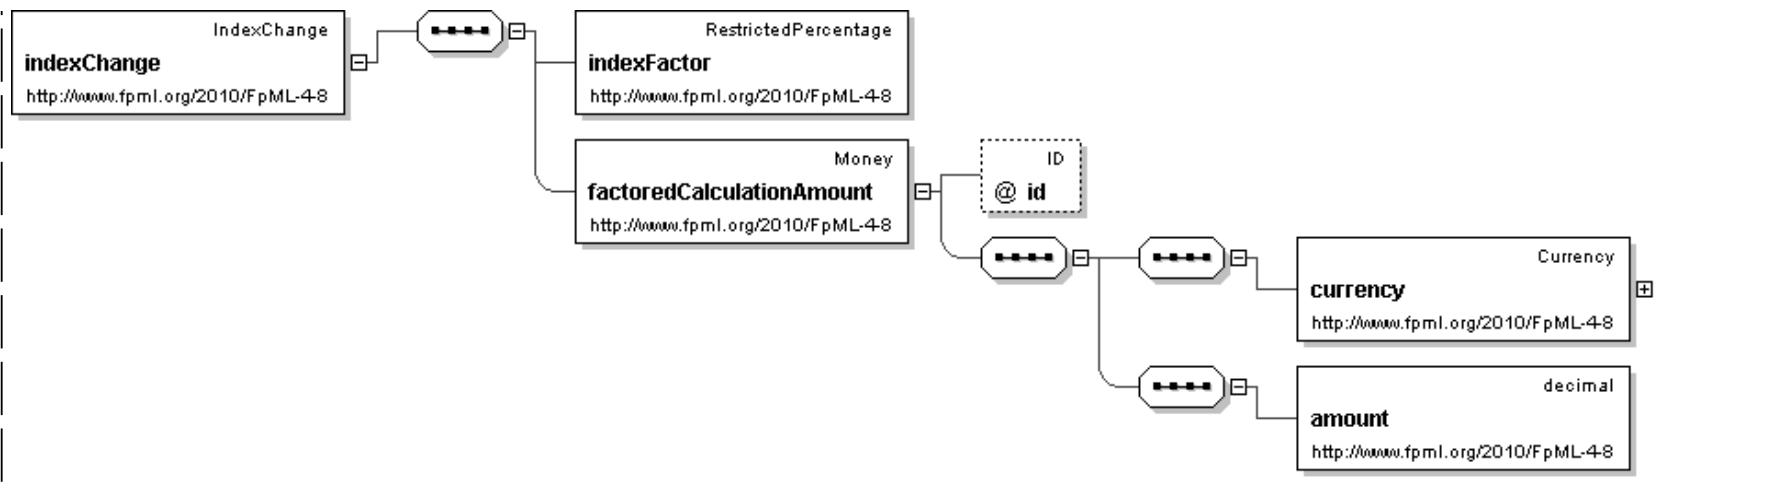 IndexChange
indexChange
http://www.fpml.org/2010/FpML-4-8
RestrictedPercentage
indexFactor
http://www.fpml.org/2010/FpML-4-8
Money
factoredCalculationAmount
http://www.fpml.org/2010/FpML-4-8
ID
@ id
Currency
currency
http://www.fpml.org/2010/FpML-4-8
decimal
amount
http://www.fpml.org/2010/FpML-4-8